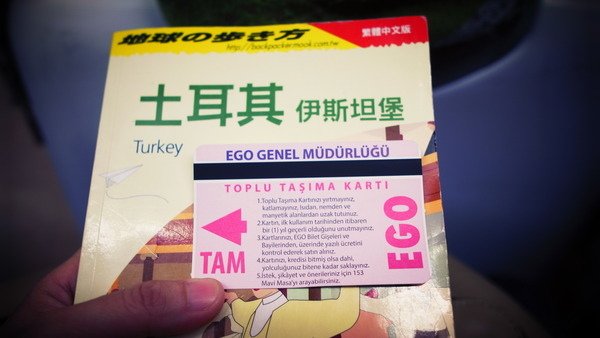 地球の歩き方
繁體中文版
http://backpacker.mook.com.tw
土耳其 伊斯坦堡
Turkey
EGO GENEL MÜDÜRLÜĞÜ
TOPLU TAŞIMA KARTI
1.Toplu Taşıma Kartınızı yırtmayınız,
katlamayınız. Isıdan, nemden ve
manyetik alanlardan uzak tutunuz.
2.Kartın, ilk kullanım tarihinden itibaren
bir (1) yıl geçerli olduğunu unutmayınız.
3.Kartlarınızı, EGO Bilet Gişeleri ve
Bayilerinden, üzerinde yazılı ücretini
kontrol ederek satın alınız.
4.Kartınızı, kredisi bitmiş olsa dahi,
yolculuğunuz bitene kadar saklayınız.
5.İstek, şikâyet ve önerileriniz için 153
Mavi Masa'yı arayabilirsiniz.
TAM
EGO